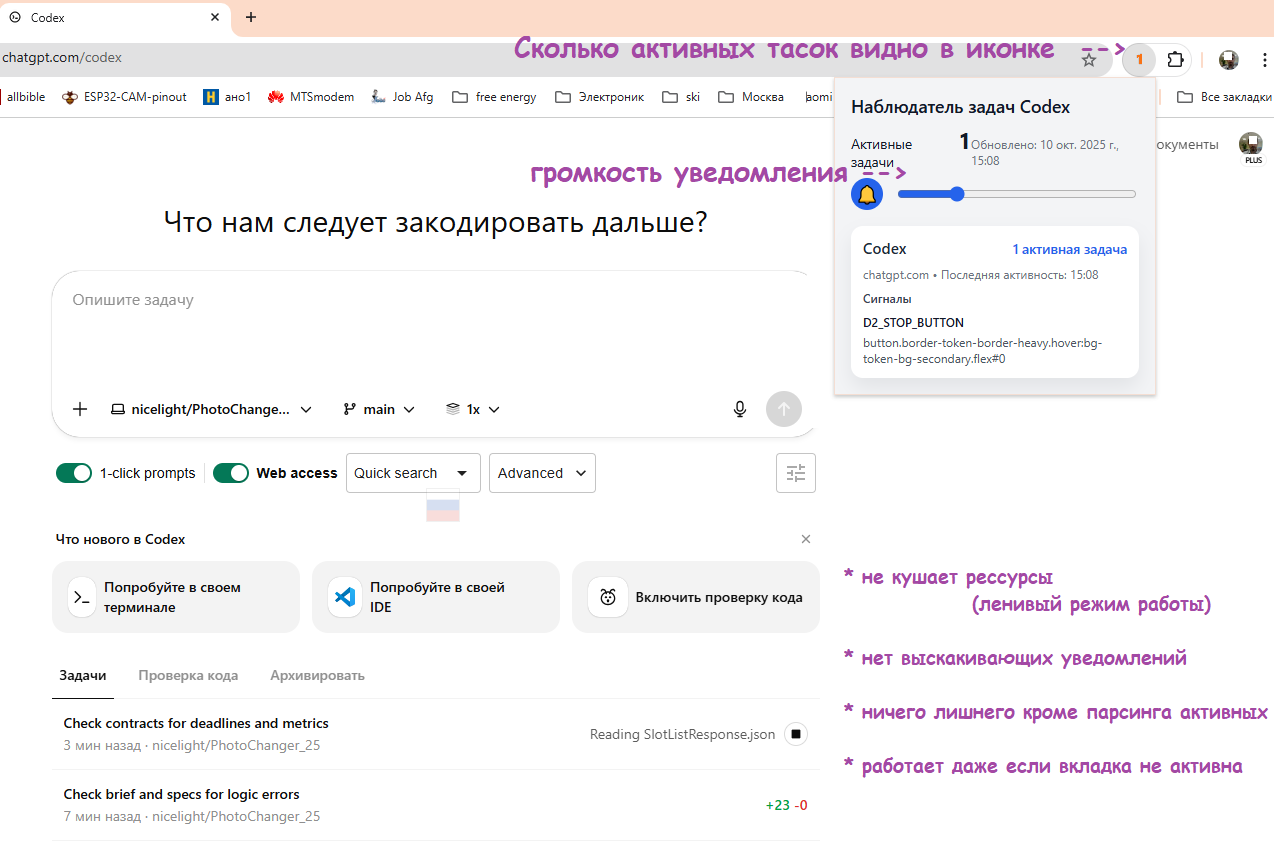 Codex
chatgpt.com/codex
Сколько активных тасок видно в иконке -->
1
allbible ESP32-CAM-pinout ано1 MTSmodem Job Afg free energy Электроник ski Москва Все закладки
Наблюдатель задач Codex
Активные задачи
1
Обновлено: 10 окт. 2025 г., 15:08
окументы
PLUS
громкость уведомления -->
Что нам следует закодировать дальше?
Codex 1 активная задача
chatgpt.com • Последняя активность: 15:08
Сигналы
D2_STOP_BUTTON
button.border-token-border-heavy.hover:bg-
token-bg-secondary.flex#0
Опишите задачу
nicelight/PhotoChange... main 1x
1-click prompts Web access Quick search Advanced
Что нового в Codex
Попробуйте в своем
терминале
Попробуйте в своей
IDE
Включить проверку кода
* не кушает рессурсы
(ленивый режим работы)
* нет выскакивающих уведомлений
* ничего лишнего кроме парсинга активных
* работает даже если вкладка не активна
Задачи Проверка кода Архивировать
Check contracts for deadlines and metrics
3 мин назад · nicelight/PhotoChanger_25
Reading SlotListResponse.json
Check brief and specs for logic errors
7 мин назад · nicelight/PhotoChanger_25
+23 -0